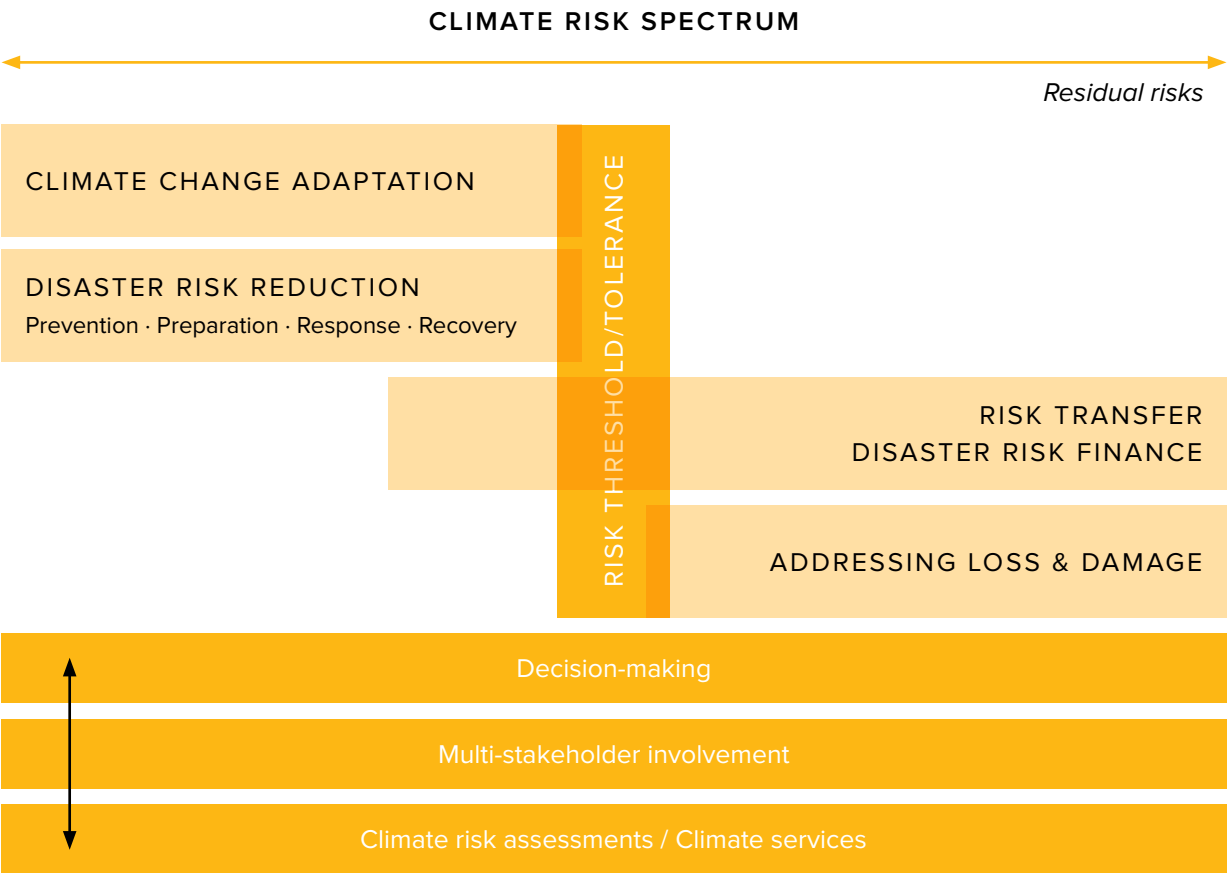 CLIMATE RISK SPECTRUM
Residual risks
CLIMATE CHANGE ADAPTATION
DISASTER RISK REDUCTION
Prevention · Preparation · Response · Recovery
RISK THRESHOLD/TOLERANCE
RISK TRANSFER
DISASTER RISK FINANCE
ADDRESSING LOSS & DAMAGE
Decision-making
Multi-stakeholder involvement
Climate risk assessments / Climate services